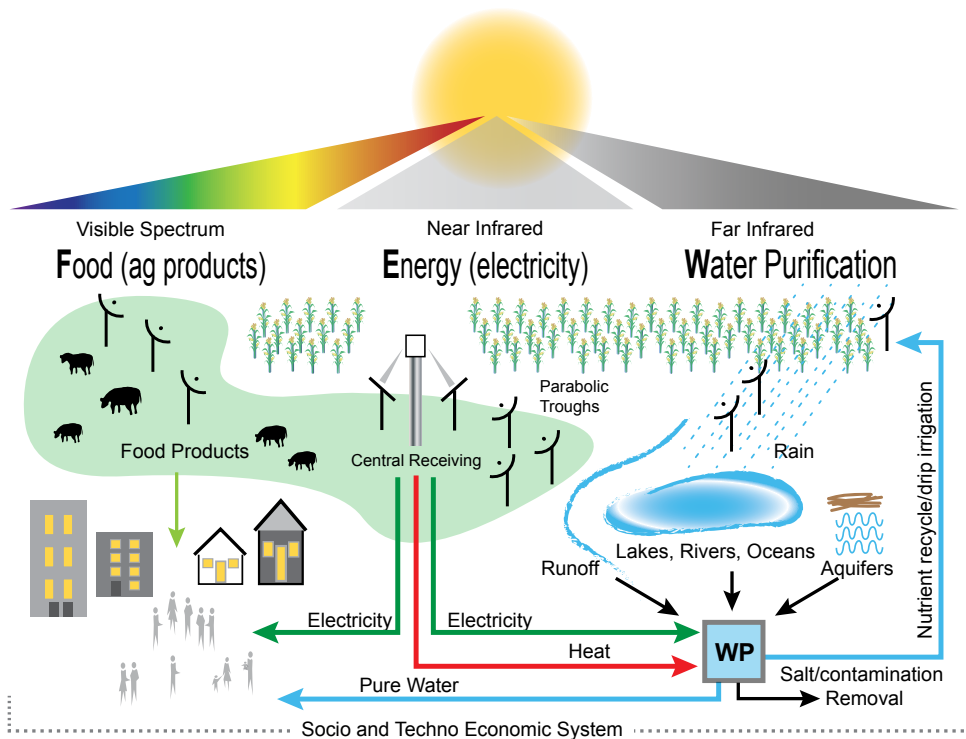 Visible Spectrum
Near Infrared
Far Infrared
Food (ag products)
Energy (electricity)
Water Purification
Parabolic
Troughs
Food Products
Central Receiving
Rain
Lakes, Rivers, Oceans
Runoff
Aquifers
Nutrient recycle/drip irrigation
Electricity
Electricity
Heat
WP
Pure Water
Salt/contamination
Removal
Socio and Techno Economic System